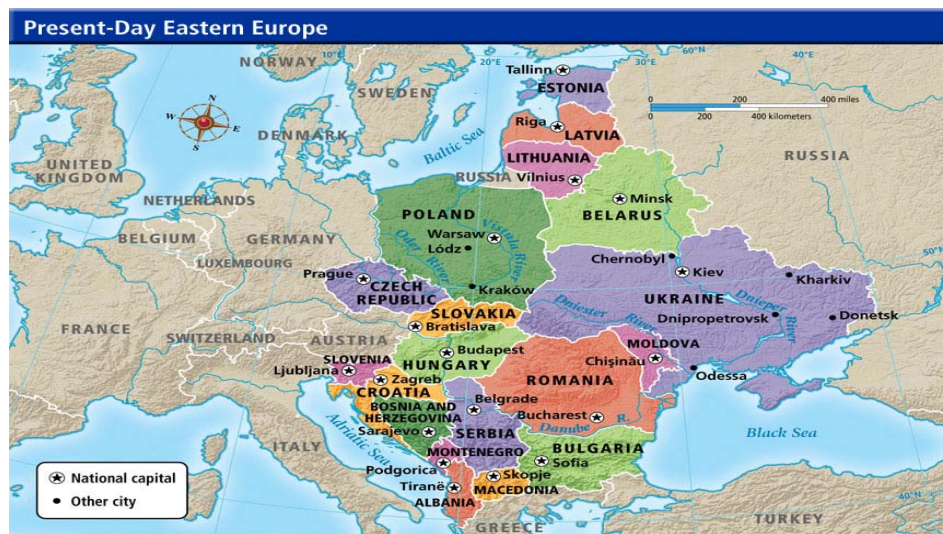 Present-Day Eastern Europe
NORWAY
10°E
20°E
30°E
60°N
40°E
Tallinn
ESTONIA
SWEDEN
N
W
E
S
0 200 400 miles
0 200 400 kilometers
Riga
LATVIA
DENMARK
Baltic Sea
LITHUANIA
RUSSIA
UNITED
KINGDOM
RUSSIA
Vilnius
NETHERLANDS
Minsk
BELARUS
POLAND
Warsaw
Vistula
River
Lódz
Oder
River
BELGIUM
GERMANY
50°N
LUXEMBOURG
Chernobyl
Kiev
Kharkiv
Prague
CZECH
REPUBLIC
Kraków
UKRAINE
Dnieper
River
SLOVAKIA
Bratislava
Dniester
River
Dnipropetrovsk
Donetsk
FRANCE
SWITZERLAND
AUSTRIA
MOLDOVA
Chişinău
Budapest
HUNGARY
SLOVENIA
Ljubljana
Odessa
Zagreb
CROATIA
ROMANIA
Belgrade
BOSNIA AND
HERZEGOVINA
Bucharest
Danube R.
Sarajevo
SERBIA
Black Sea
Adriatic Sea
ITALY
MONTENEGRO
BULGARIA
Sofia
Podgorica
Skopje
MACEDONIA
Tiranë
ALBANIA
40°N
GREECE
TURKEY
National capital
Other city